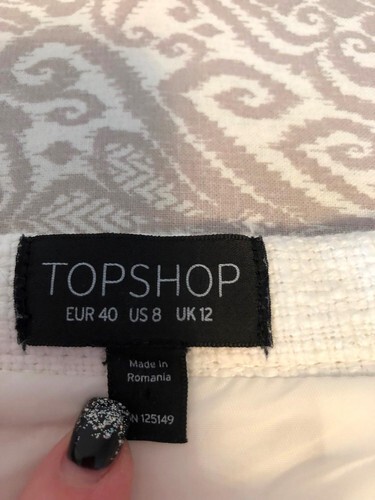 TOPSHOP
EUR 40 US 8 UK 12
Made in
Romania
125149